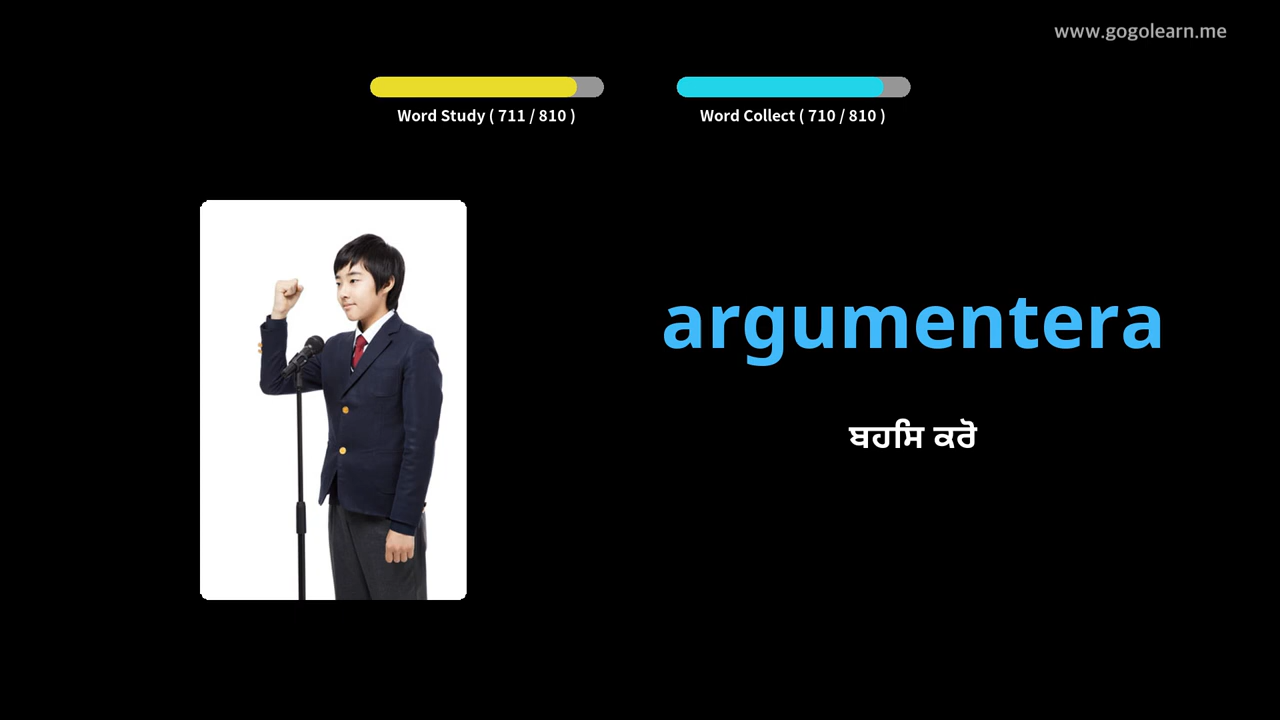 www.gogolearn.me
Word Study ( 711 / 810 )
Word Collect ( 710 / 810 )
argumentera
ਬਹਸਿ ਕਰੋ